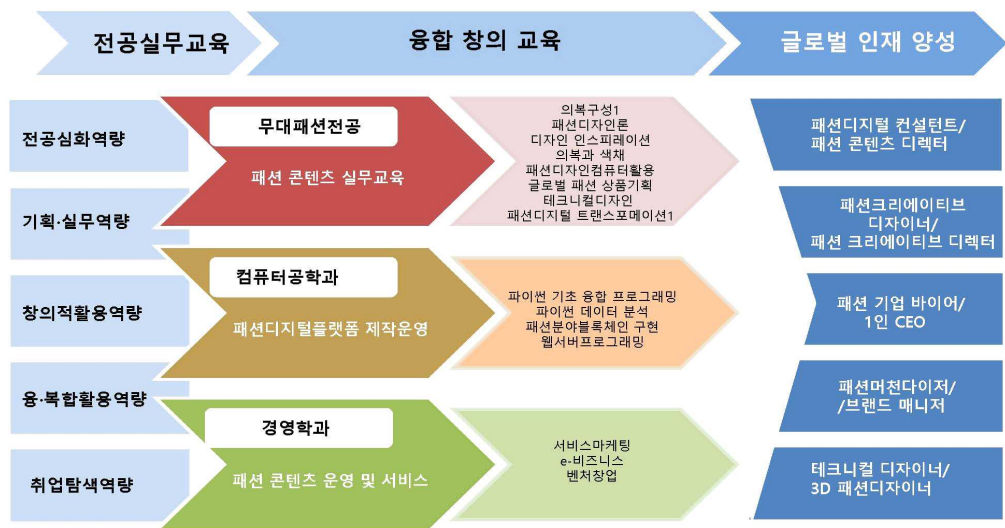 전공실무교육
융합 창의 교육
글로벌 인재 양성
전공심화역량
기획·실무역량
창의적활용역량
융·복합활용역량
취업탐색역량
무대패션전공
패션 콘텐츠 실무교육
의복구성1
패션디자인론
디자인 인스피레이션
의복과 색채
패션디자인컴퓨터활용
글로벌 패션 상품기획
테크니컬디자인
패션디지털 트랜스포메이션1
컴퓨터공학과
패션디지털플랫폼 제작운영
파이썬 기초 융합 프로그래밍
파이썬 데이터 분석
패션분야블록체인 구현
웹서버프로그래밍
경영학과
패션 콘텐츠 운영 및 서비스
서비스마케팅
e-비즈니스
벤처창업
패션디지털 컨설턴트/
패션 콘텐츠 디렉터
패션크리에이티브
디자이너/
패션 크리에이티브 디렉터
패션 기업 바이어/
1인 CEO
패션머천다이저/
/브랜드 매니저
테크니컬 디자이너/
3D 패션디자이너